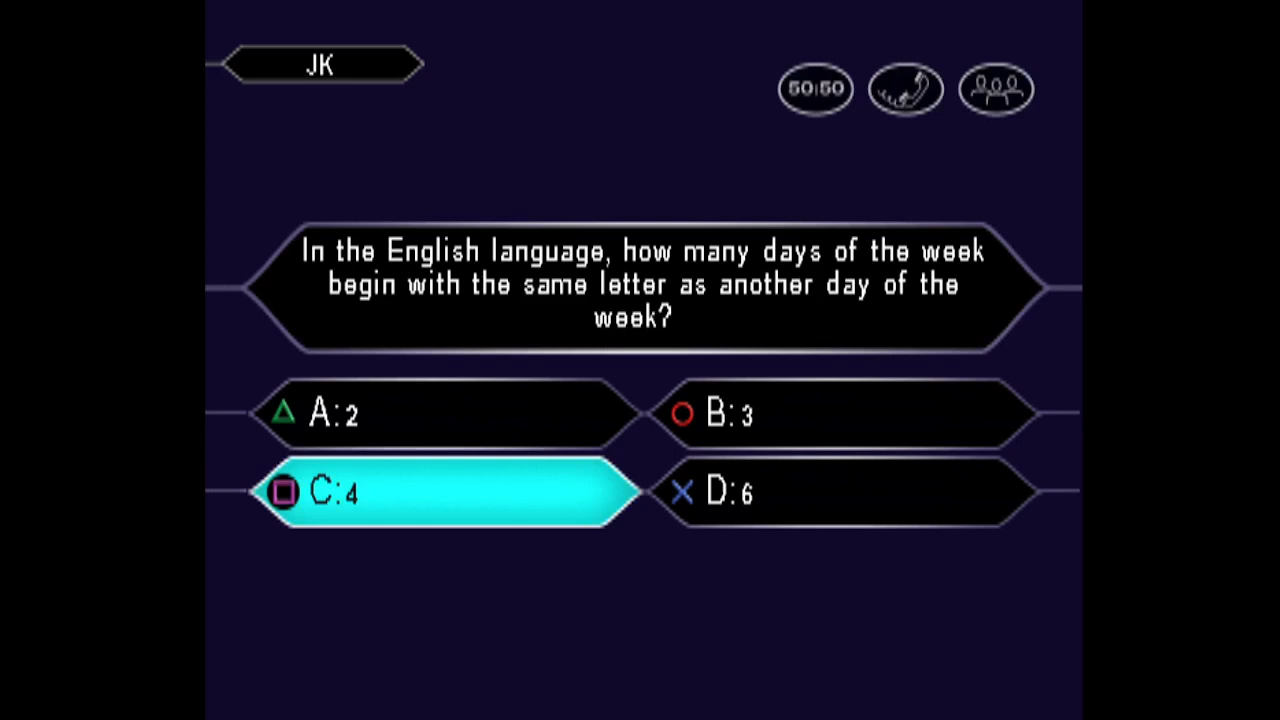 JK
50:50
In the English language, how many days of the week
begin with the same letter as another day of the
week?
A: 2
B: 3
C: 4
D: 6